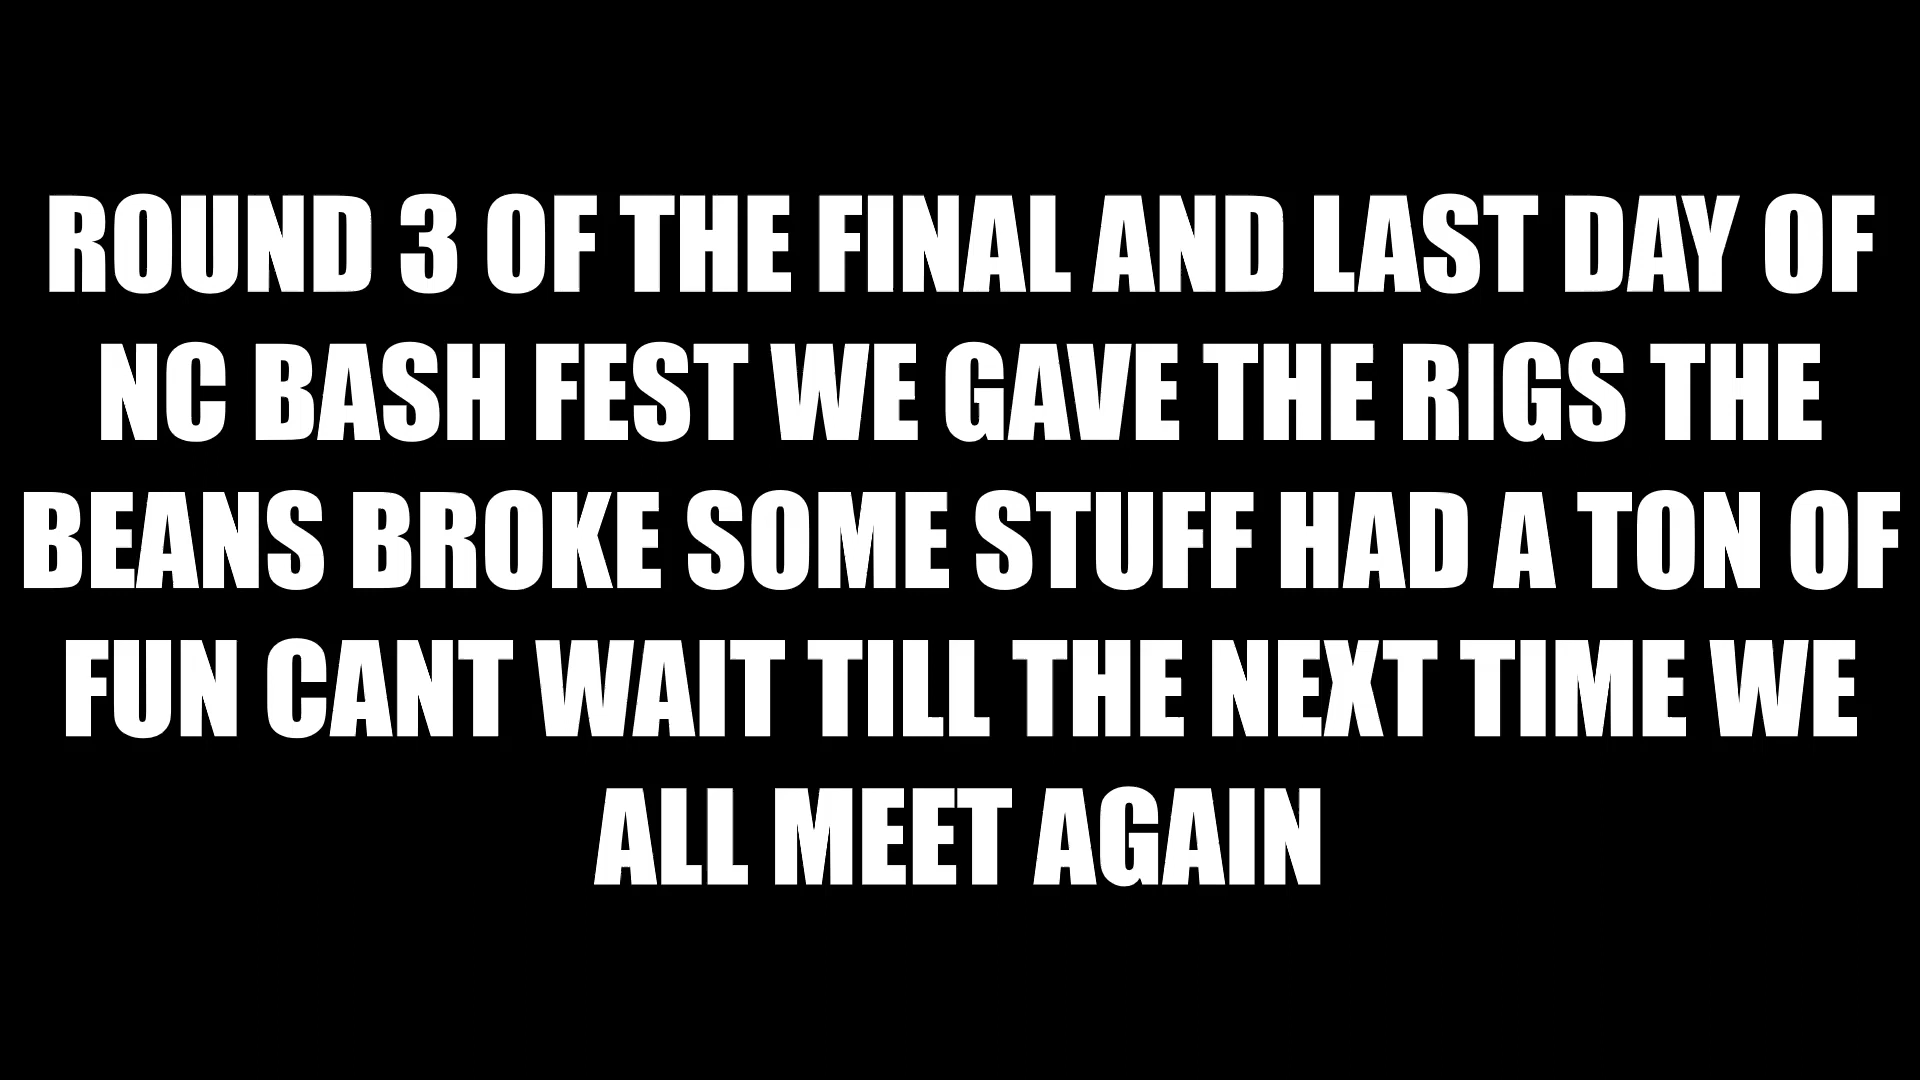 ROUND 3 OF THE FINAL AND LAST DAY OF
NC BASH FEST WE GAVE THE RIGS THE
BEANS BROKE SOME STUFF HAD A TON OF
FUN CANT WAIT TILL THE NEXT TIME WE
ALL MEET AGAIN